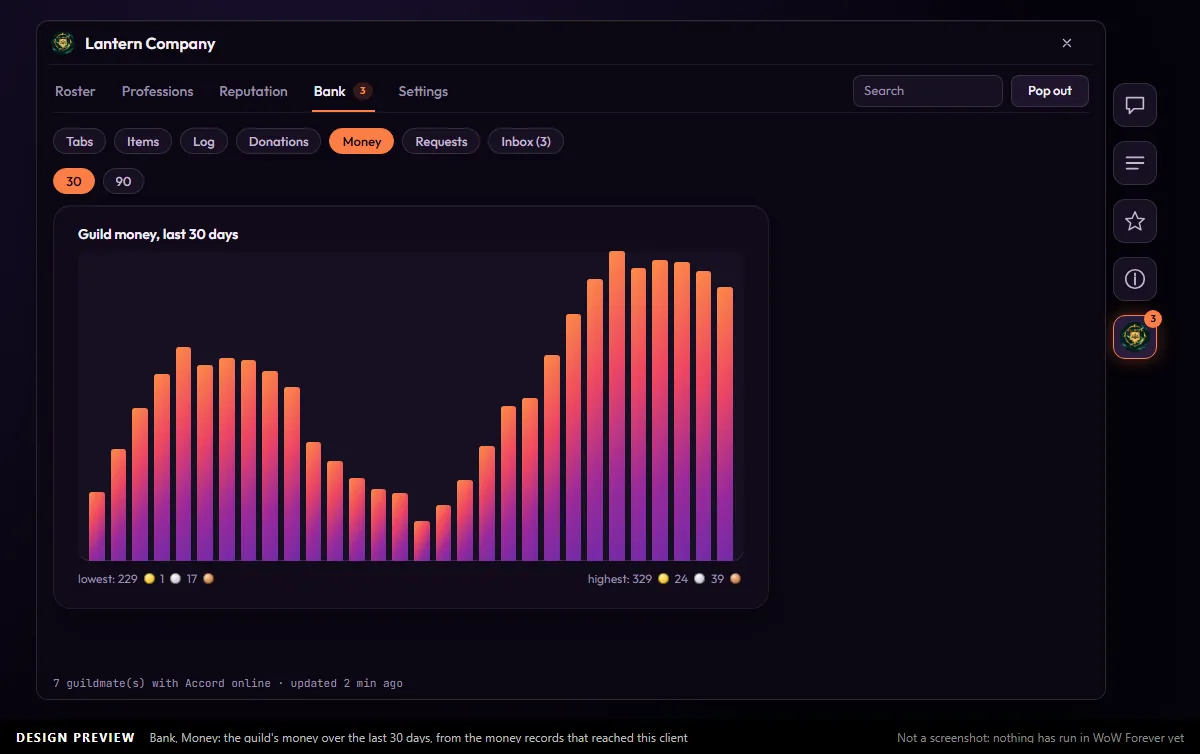 Lantern Company
Roster Professions Reputation Bank 3 Settings Search Pop out
Tabs Items Log Donations Money Requests Inbox (3)
30 90
3
Guild money, last 30 days
lowest: 229 1 17 highest: 329 24 39
7 guildmate(s) with Accord online · updated 2 min ago
DESIGN PREVIEW Bank, Money: the guild's money over the last 30 days, from the money records that reached this client Not a screenshot: nothing has run in WoW Forever yet